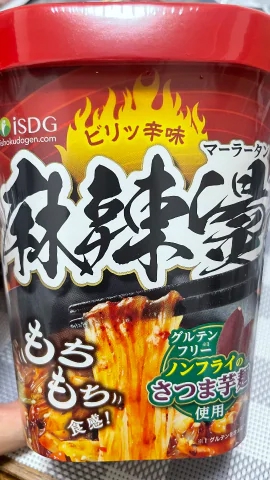 iSDG
ishokudogen.com
ビリッ辛味
マーラータン
麻辣湯
もち
もち
食感!
グルテン
フリー
ノンフライの
さつま芋麺
使用